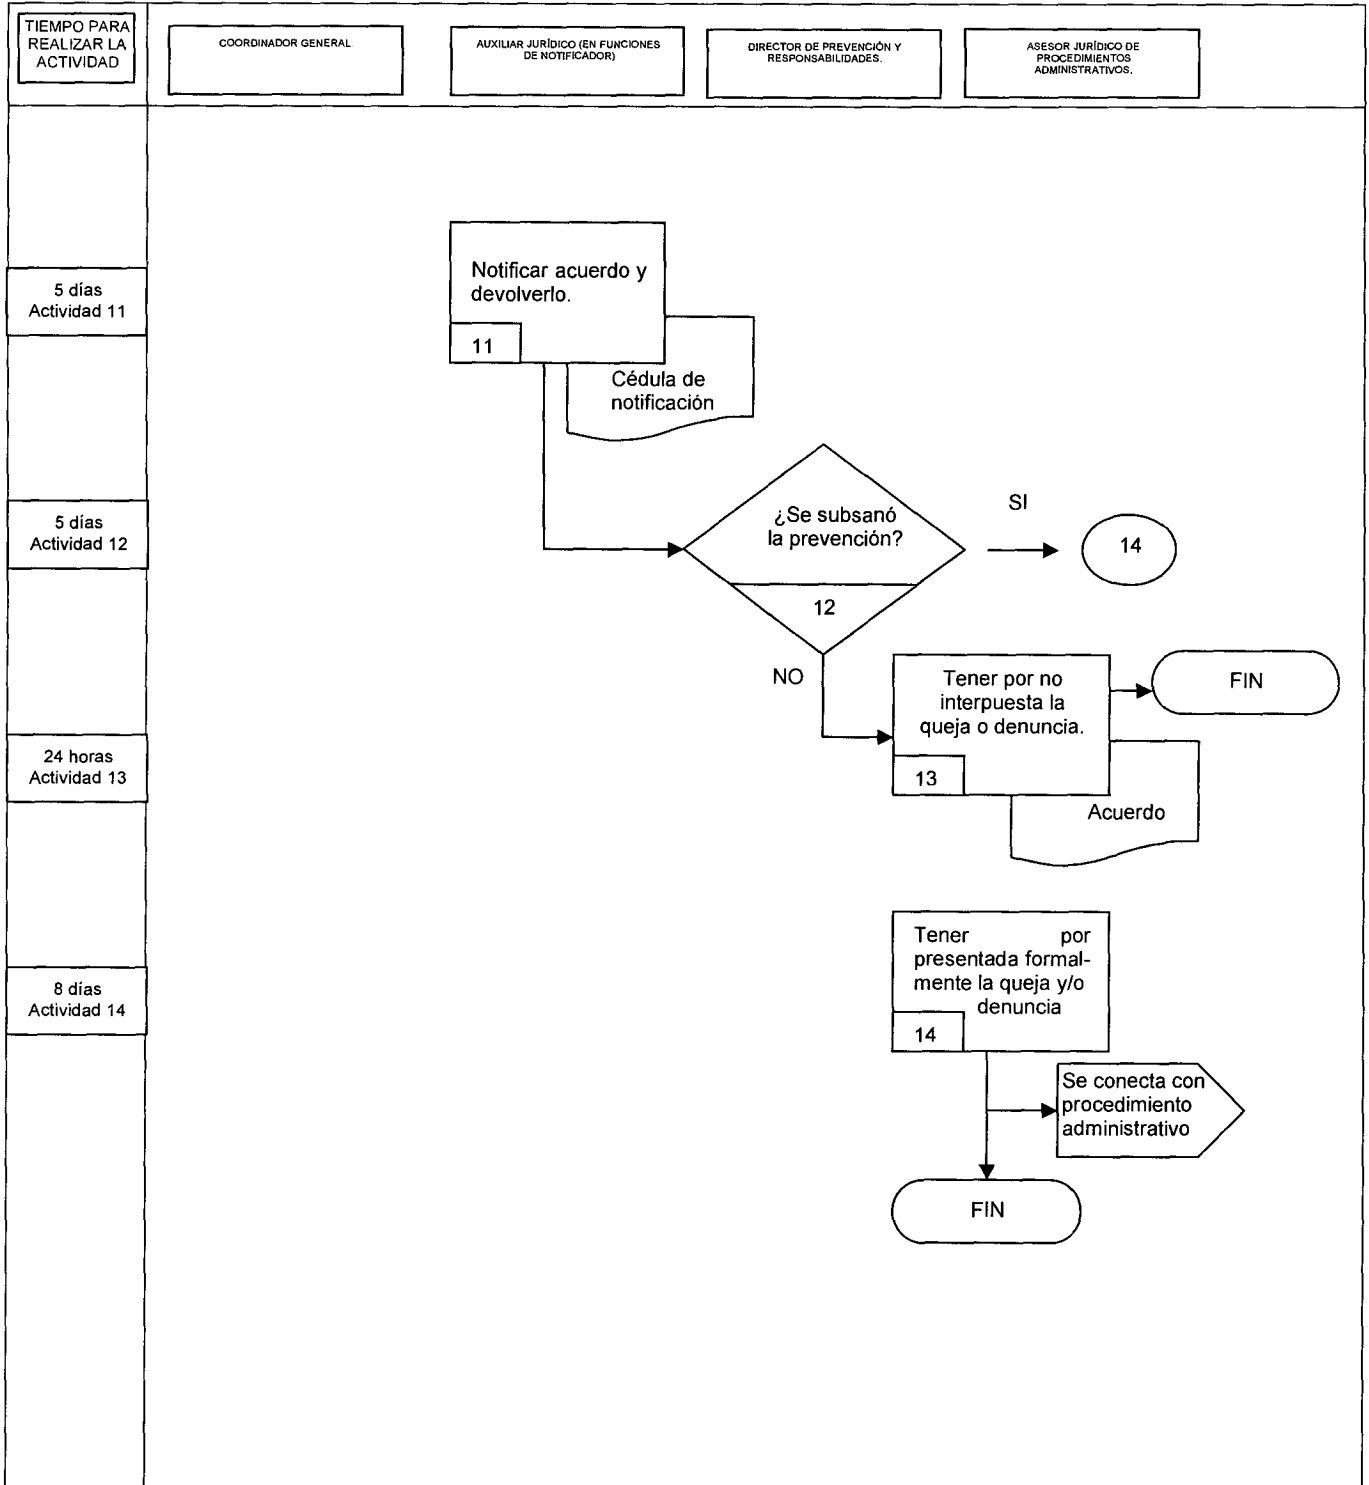 TIEMPO PARA
REALIZAR LA
ACTIVIDAD
COORDINADOR GENERAL.
AUXILIAR JURÍDICO (EN FUNCIONES
DE NOTIFICADOR)
DIRECTOR DE PREVENCIÓN Y
RESPONSABILIDADES.
ASESOR JURÍDICO DE
PROCEDIMIENTOS
ADMINISTRATIVOS.
5 días
Actividad 11
Notificar acuerdo y
devolverlo.
11
Cédula de
notificación
5 días
Actividad 12
¿Se subsanó
la prevención?
12
SI
14
NO
Tener por no
interpuesta la
queja o denuncia.
13
FIN
Acuerdo
24 horas
Actividad 13
Tener por
presentada formal-
mente la queja y/o
denuncia
14
8 días
Actividad 14
Se conecta con
procedimiento
administrativo
FIN